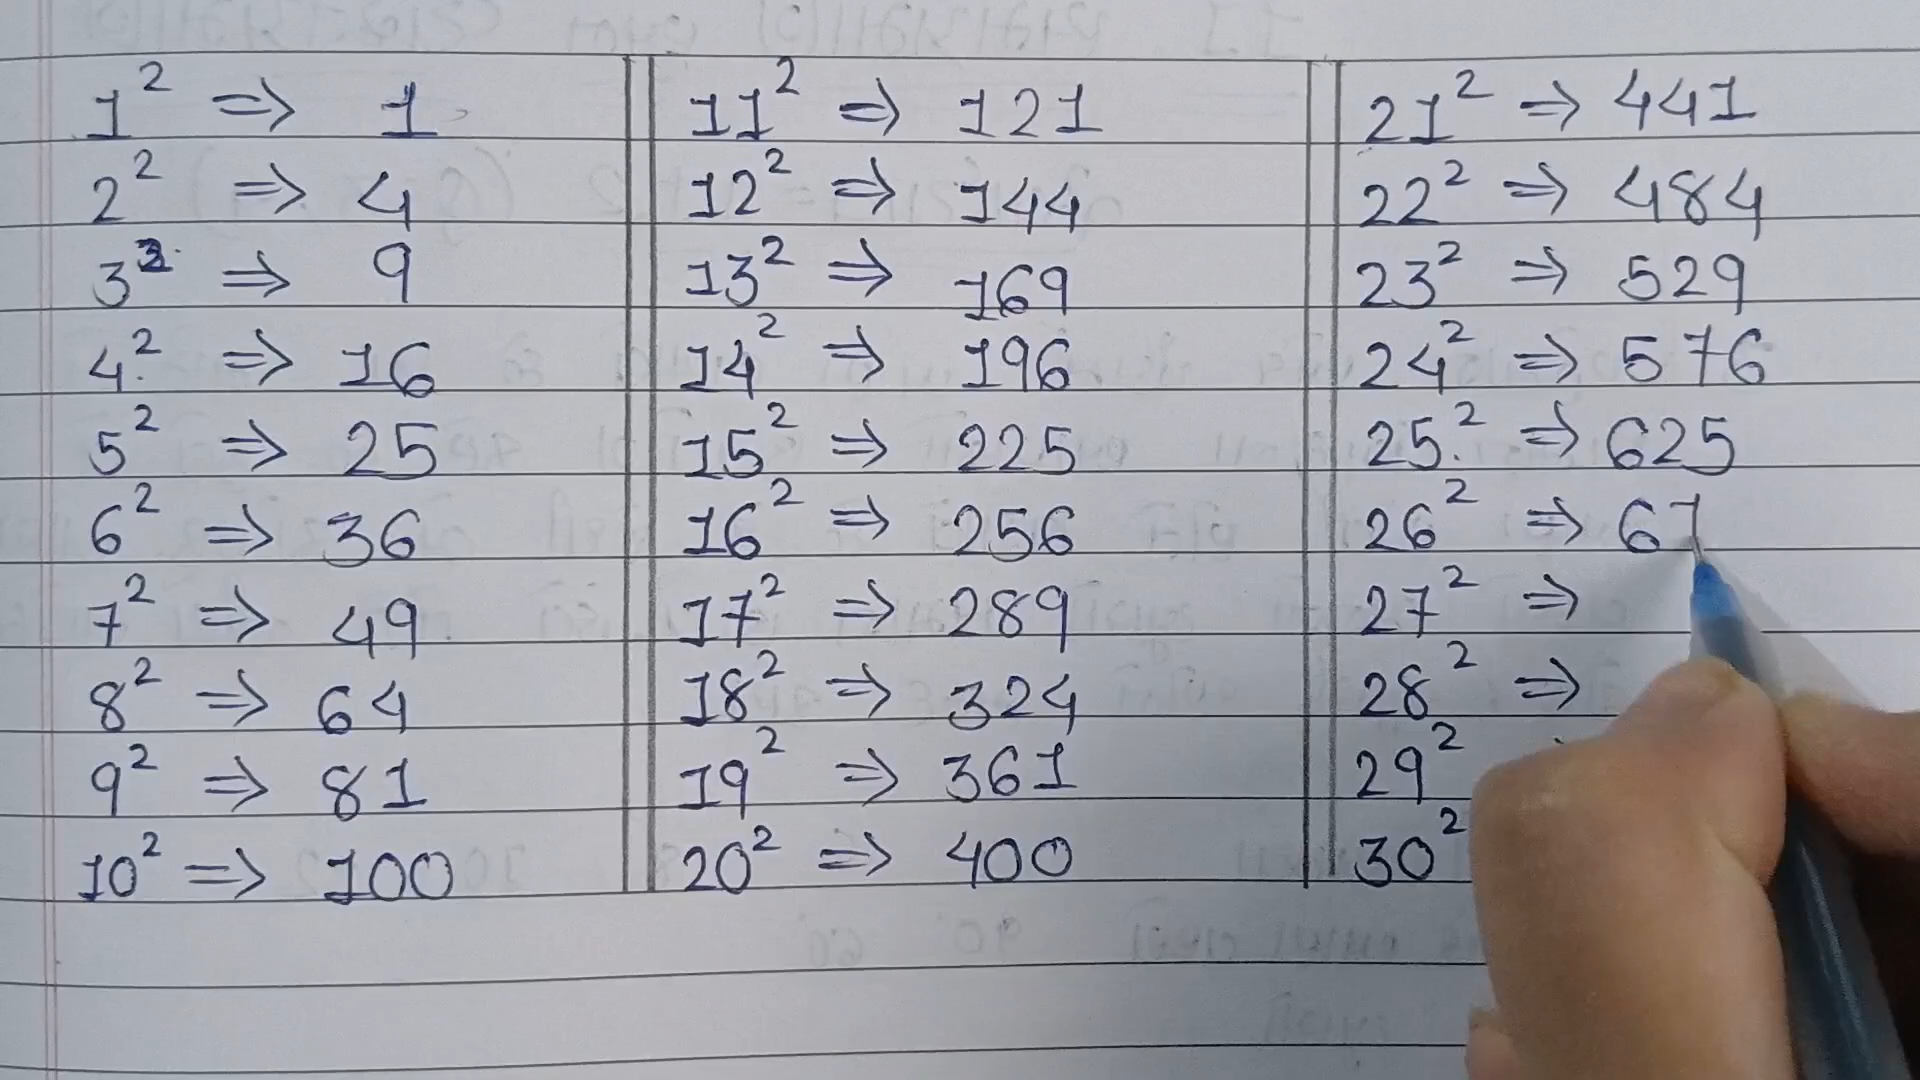 1² ⇒ 1
2² ⇒ 4
3² ⇒ 9
4² ⇒ 16
5² ⇒ 25
6² ⇒ 36
7² ⇒ 49
8² ⇒ 64
9² ⇒ 81
10² ⇒ 100
11² ⇒ 121
12² ⇒ 144
13² ⇒ 169
14² ⇒ 196
15² ⇒ 225
16² ⇒ 256
17² ⇒ 289
18² ⇒ 324
19² ⇒ 361
20² ⇒ 400
21² ⇒ 441
22² ⇒ 484
23² ⇒ 529
24² ⇒ 576
25² ⇒ 625
26² ⇒ 67
27² ⇒
28² ⇒
29²
30²